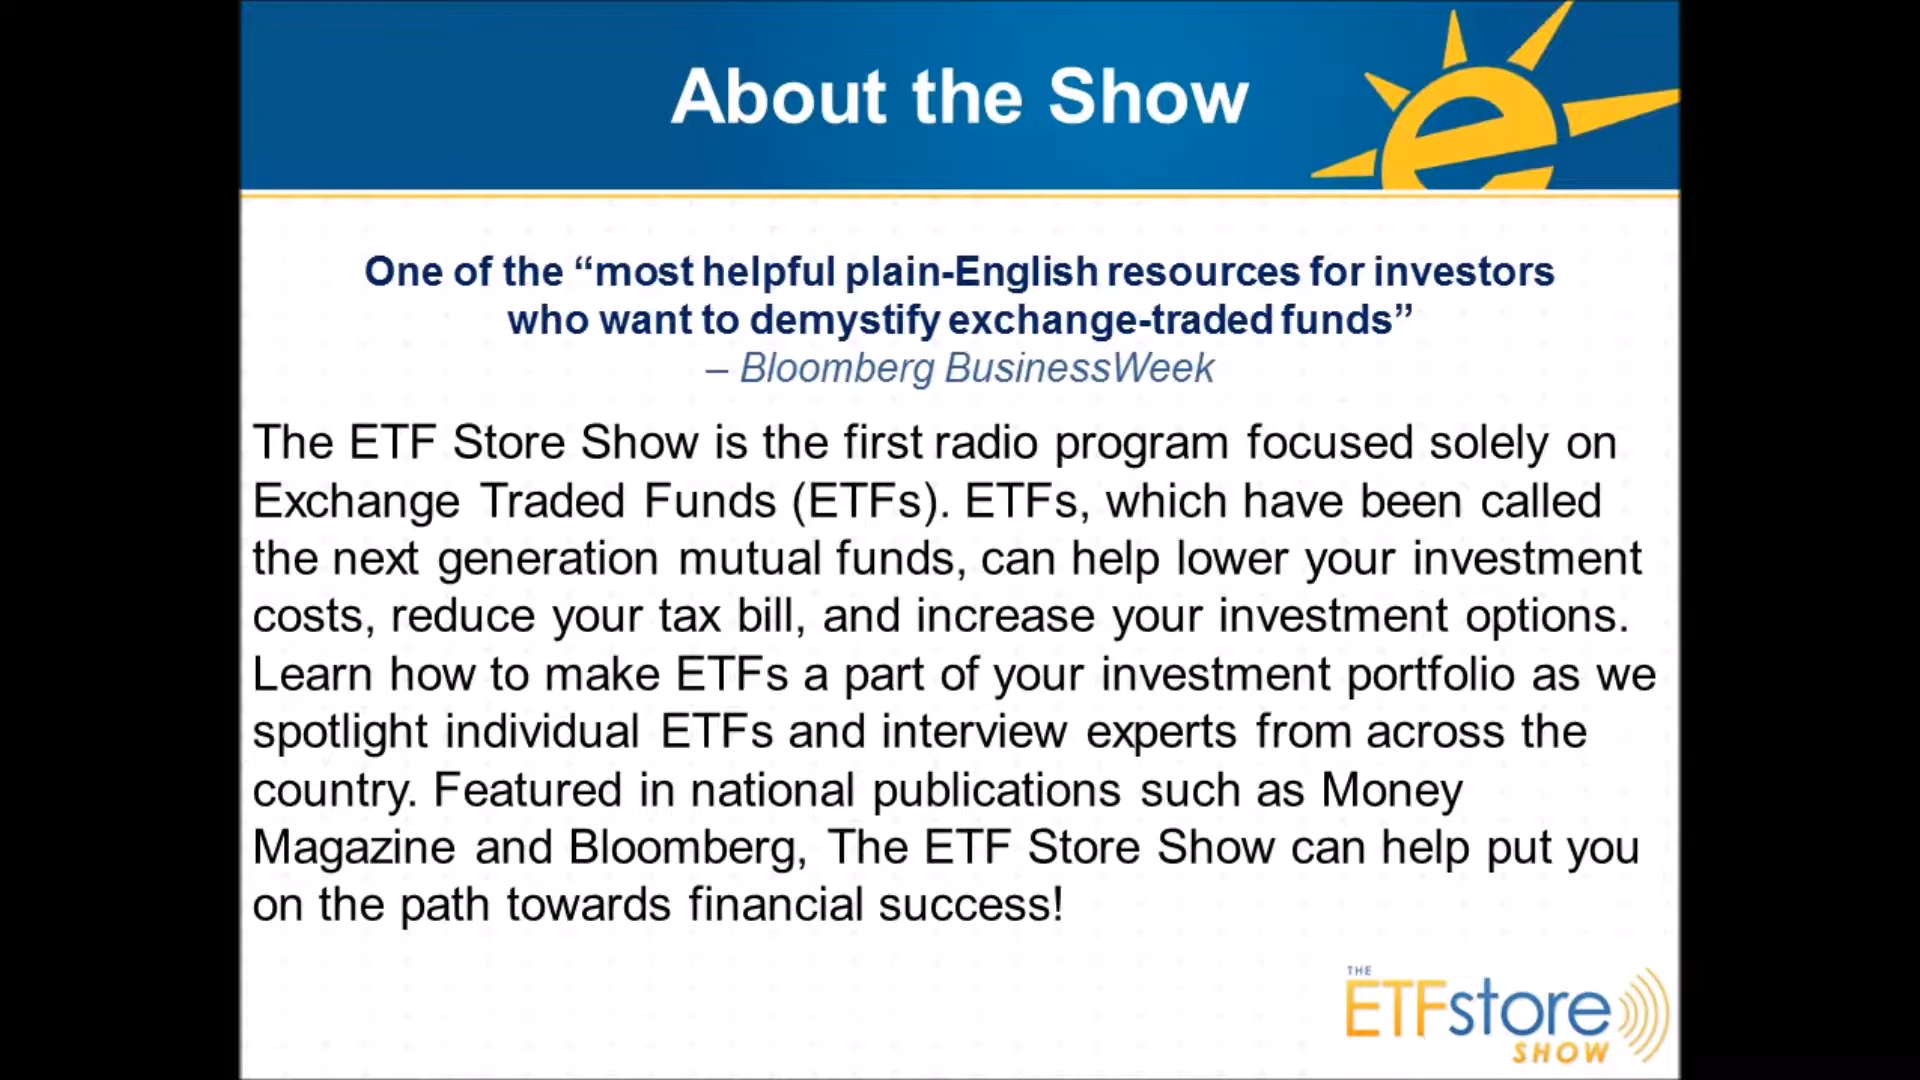 About the Show
One of the “most helpful plain-English resources for investors
who want to demystify exchange-traded funds”
– Bloomberg BusinessWeek
The ETF Store Show is the first radio program focused solely on
Exchange Traded Funds (ETFs). ETFs, which have been called
the next generation mutual funds, can help lower your investment
costs, reduce your tax bill, and increase your investment options.
Learn how to make ETFs a part of your investment portfolio as we
spotlight individual ETFs and interview experts from across the
country. Featured in national publications such as Money
Magazine and Bloomberg, The ETF Store Show can help put you
on the path towards financial success!
THE
ETFstore
SHOW